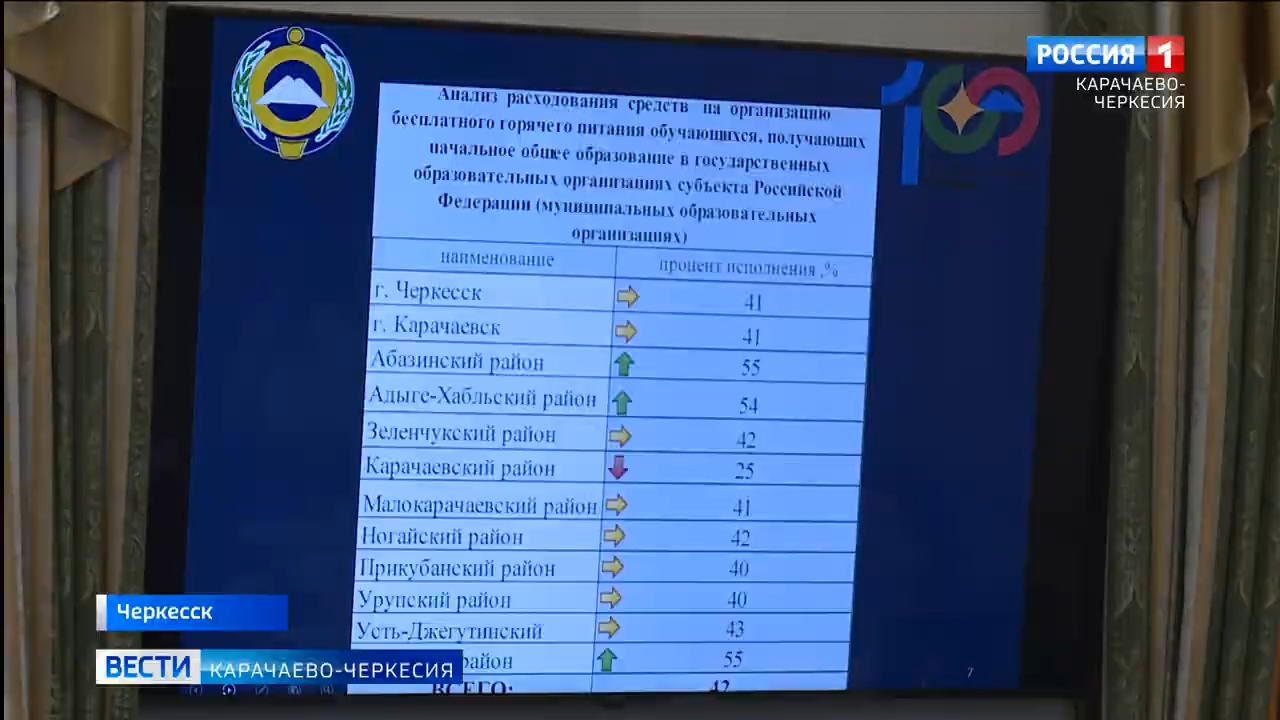 РОССИЯ 1
КАРАЧАЕВО-
ЧЕРКЕСИЯ
Анализ расходования средств на организацию
бесплатного горячего питания обучающихся, получающих
начальное общее образование в государственных
образовательных организациях субъекта Российской
Федерации (муниципальных образовательных
организациях)
наименование процент исполнения ,%
г. Черкесск 41
г. Карачаевск 41
Абазинский район 55
Адыге-Хабльский район 54
Зеленчукский район 42
Карачаевский район 25
Малокарачаевский район 41
Ногайский район 42
Прикубанский район 40
Урупский район 40
Усть-Джегутинский 43
район 55
ВСЕГО: 42
7
Черкесск
ВЕСТИ КАРАЧАЕВО-ЧЕРКЕСИЯ